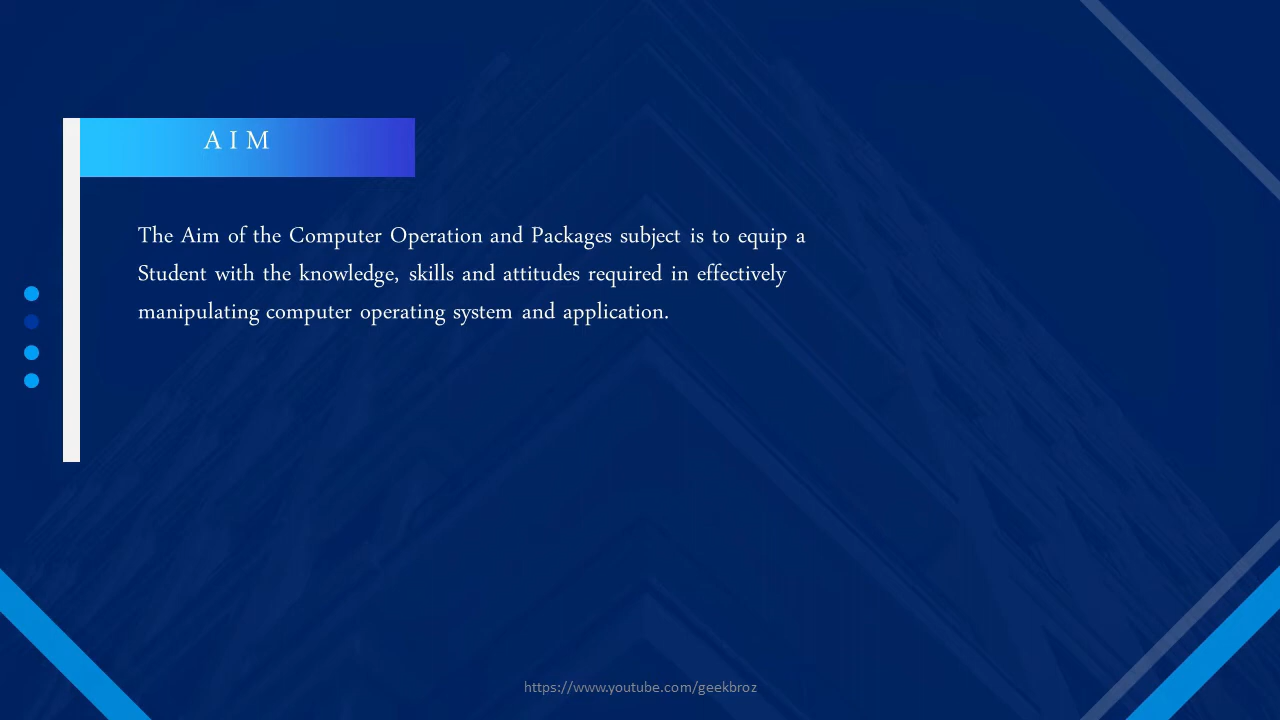 AIM
The Aim of the Computer Operation and Packages subject is to equip a
Student with the knowledge, skills and attitudes required in effectively
manipulating computer operating system and application.
https://www.youtube.com/geekbroz